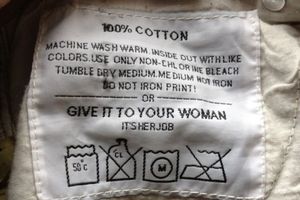 100% COTTON
MACHINE WASH WARM. INSIDE OUT WITH LIKE
COLORS. USE ONLY NON-CHLORINE BLEACH
TUMBLE DRY MEDIUM. MEDIUM HOT IRON
DO NOT IRON PRINT!
OR
GIVE IT TO YOUR WOMAN
IT'S HER JOB
50 c CL M